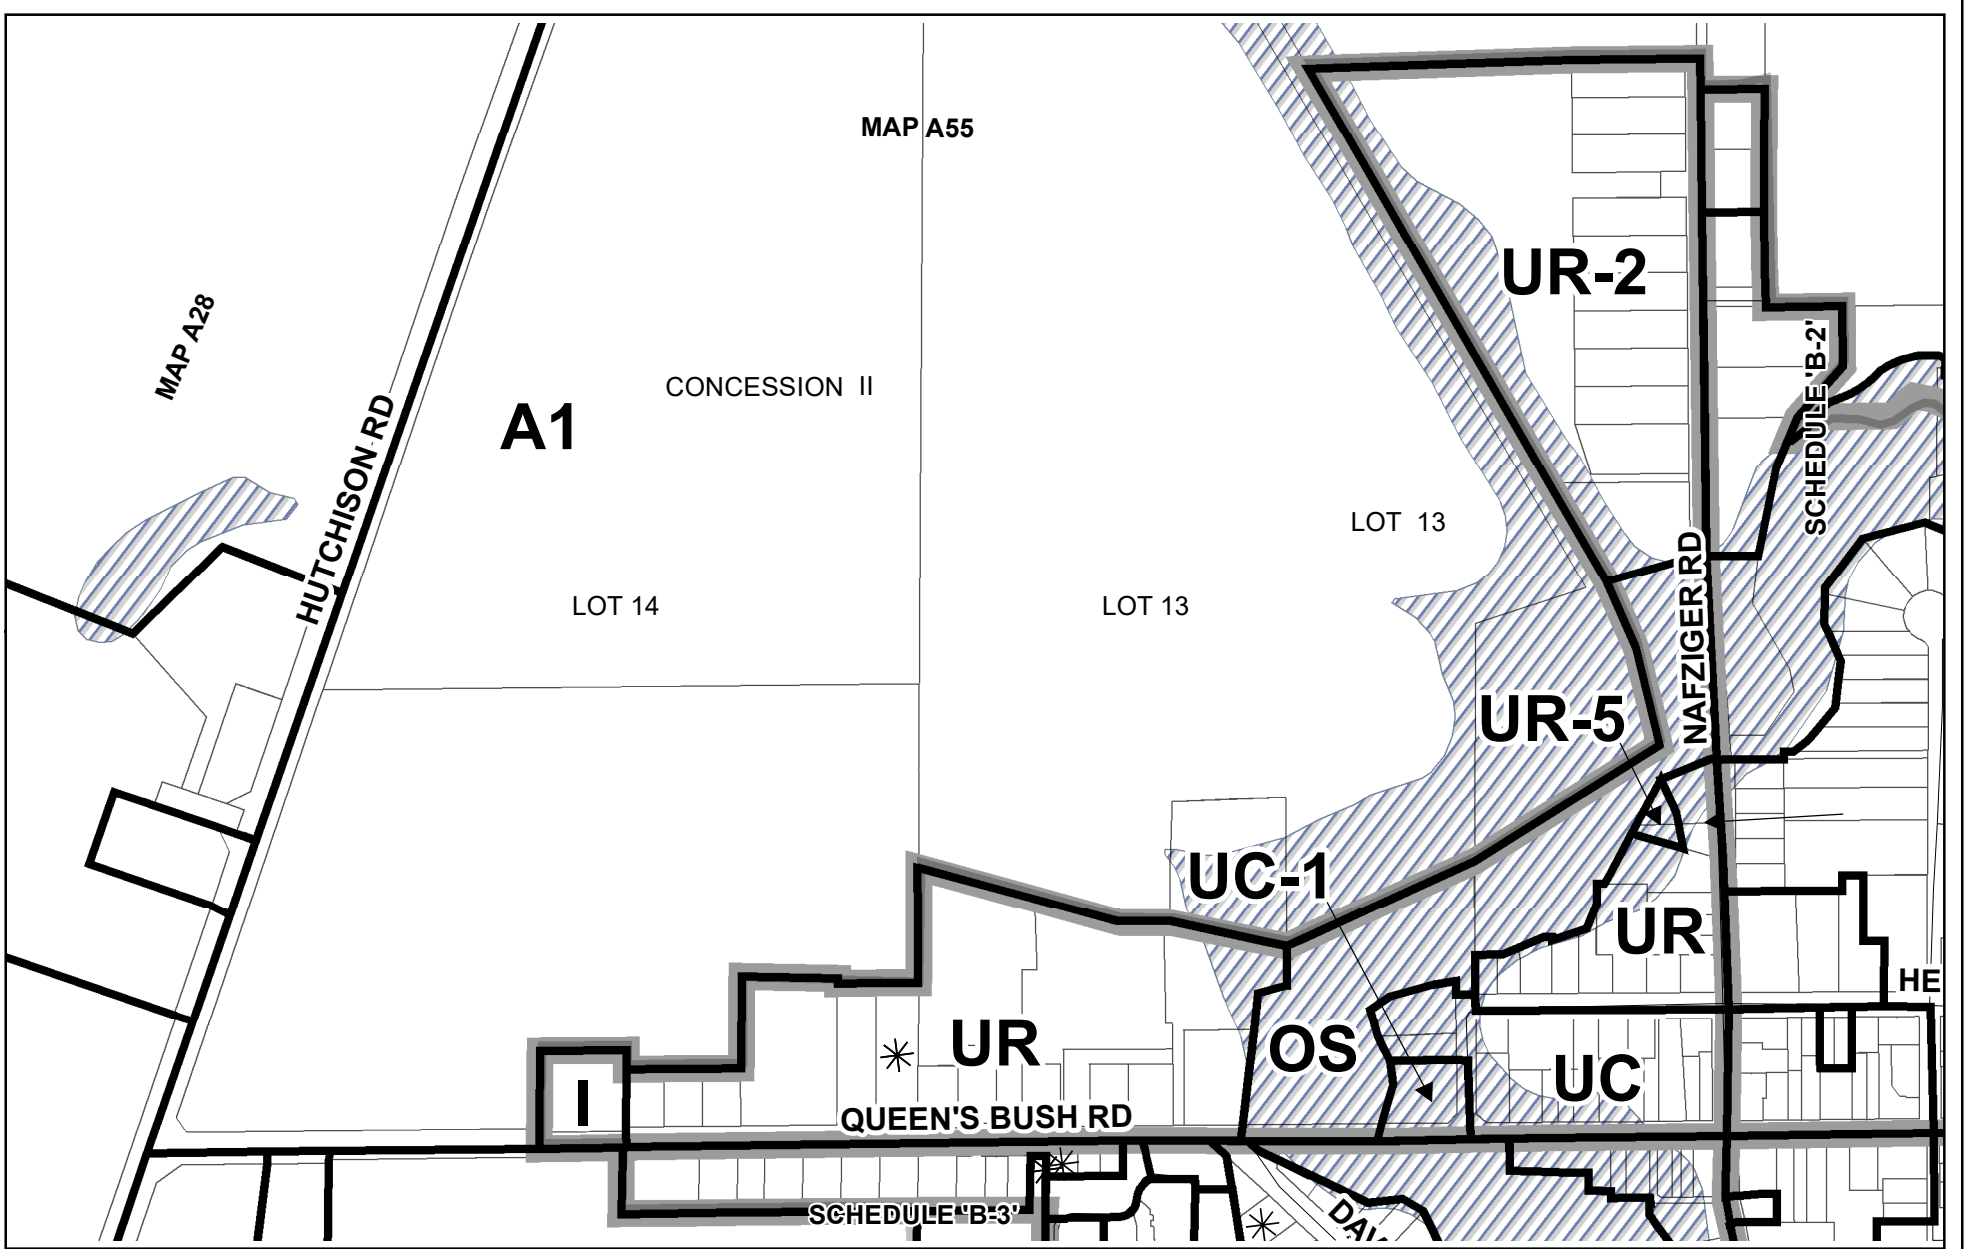 MAP A55
UR-2
MAP A28
SCHEDULE 'B-2'
CONCESSION II
A1
HUTCHISON RD
LOT 13
NAFZIGER RD
LOT 14
LOT 13
UR-5
UC-1
UR
HE
UR
OS
UC
I
QUEEN'S BUSH RD
SCHEDULE 'B-3'